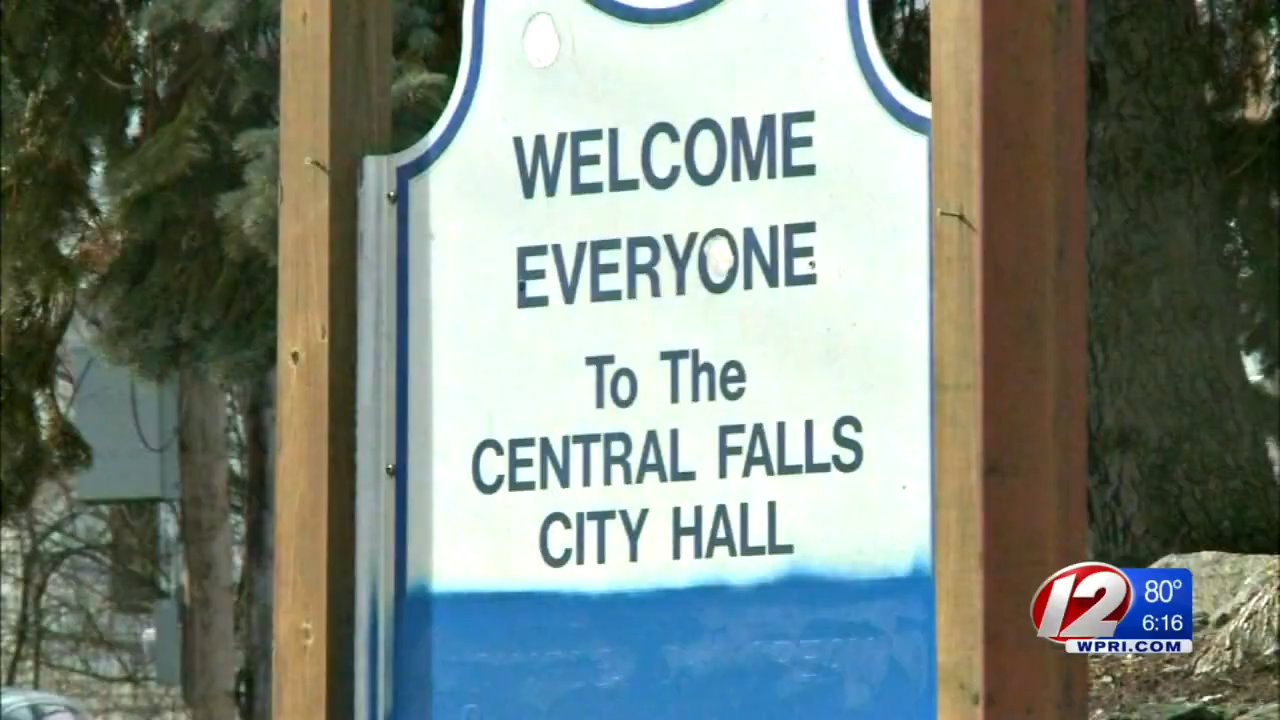 WELCOME
EVERYONE
To The
CENTRAL FALLS
CITY HALL
12
80°
6:16
WPRI.COM